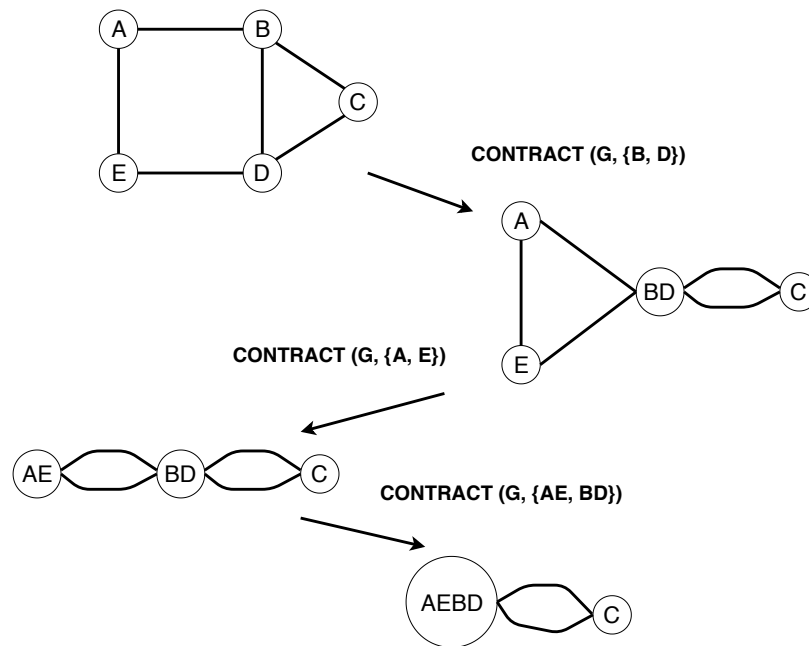 A
B
C
E
D
CONTRACT (G, {B, D})
A
BD
C
E
CONTRACT (G, {A, E})
AE
BD
C
CONTRACT (G, {AE, BD})
AEBD
C